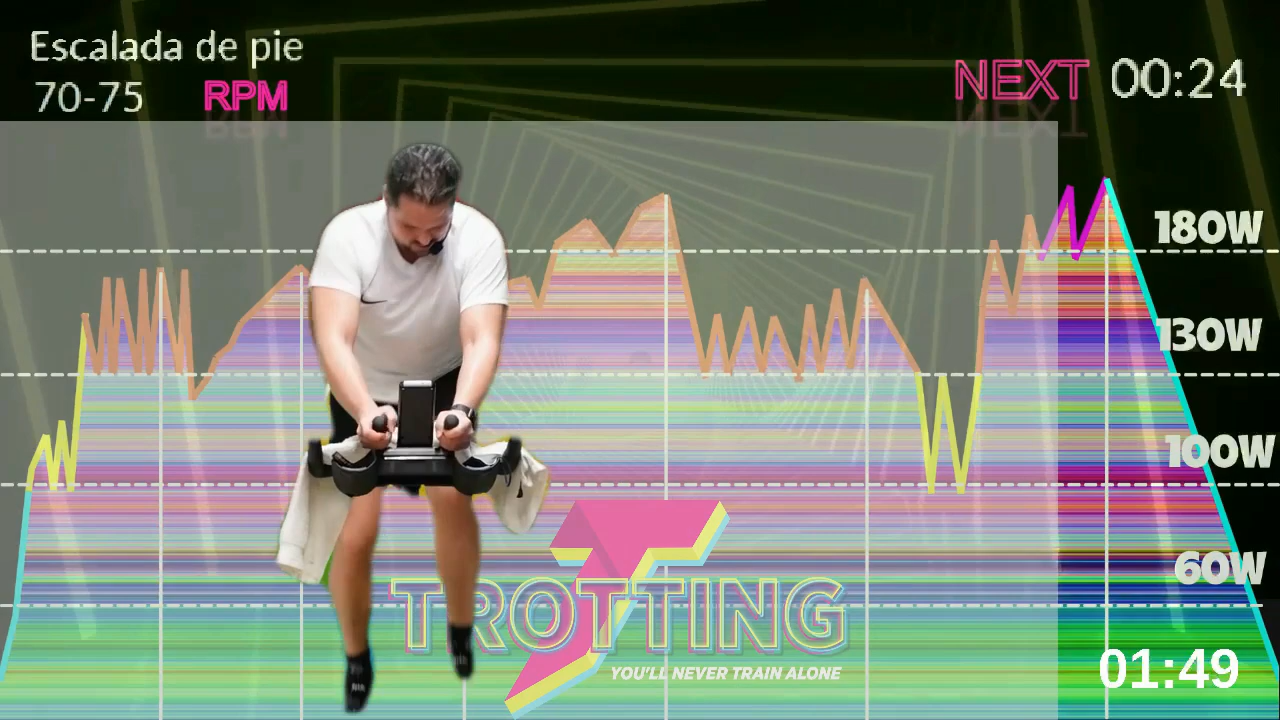 Escalada de pie
70-75 RPM
NEXT 00:24
180W
130W
100W
60W
TROTTING
YOU'LL NEVER TRAIN ALONE
01:49